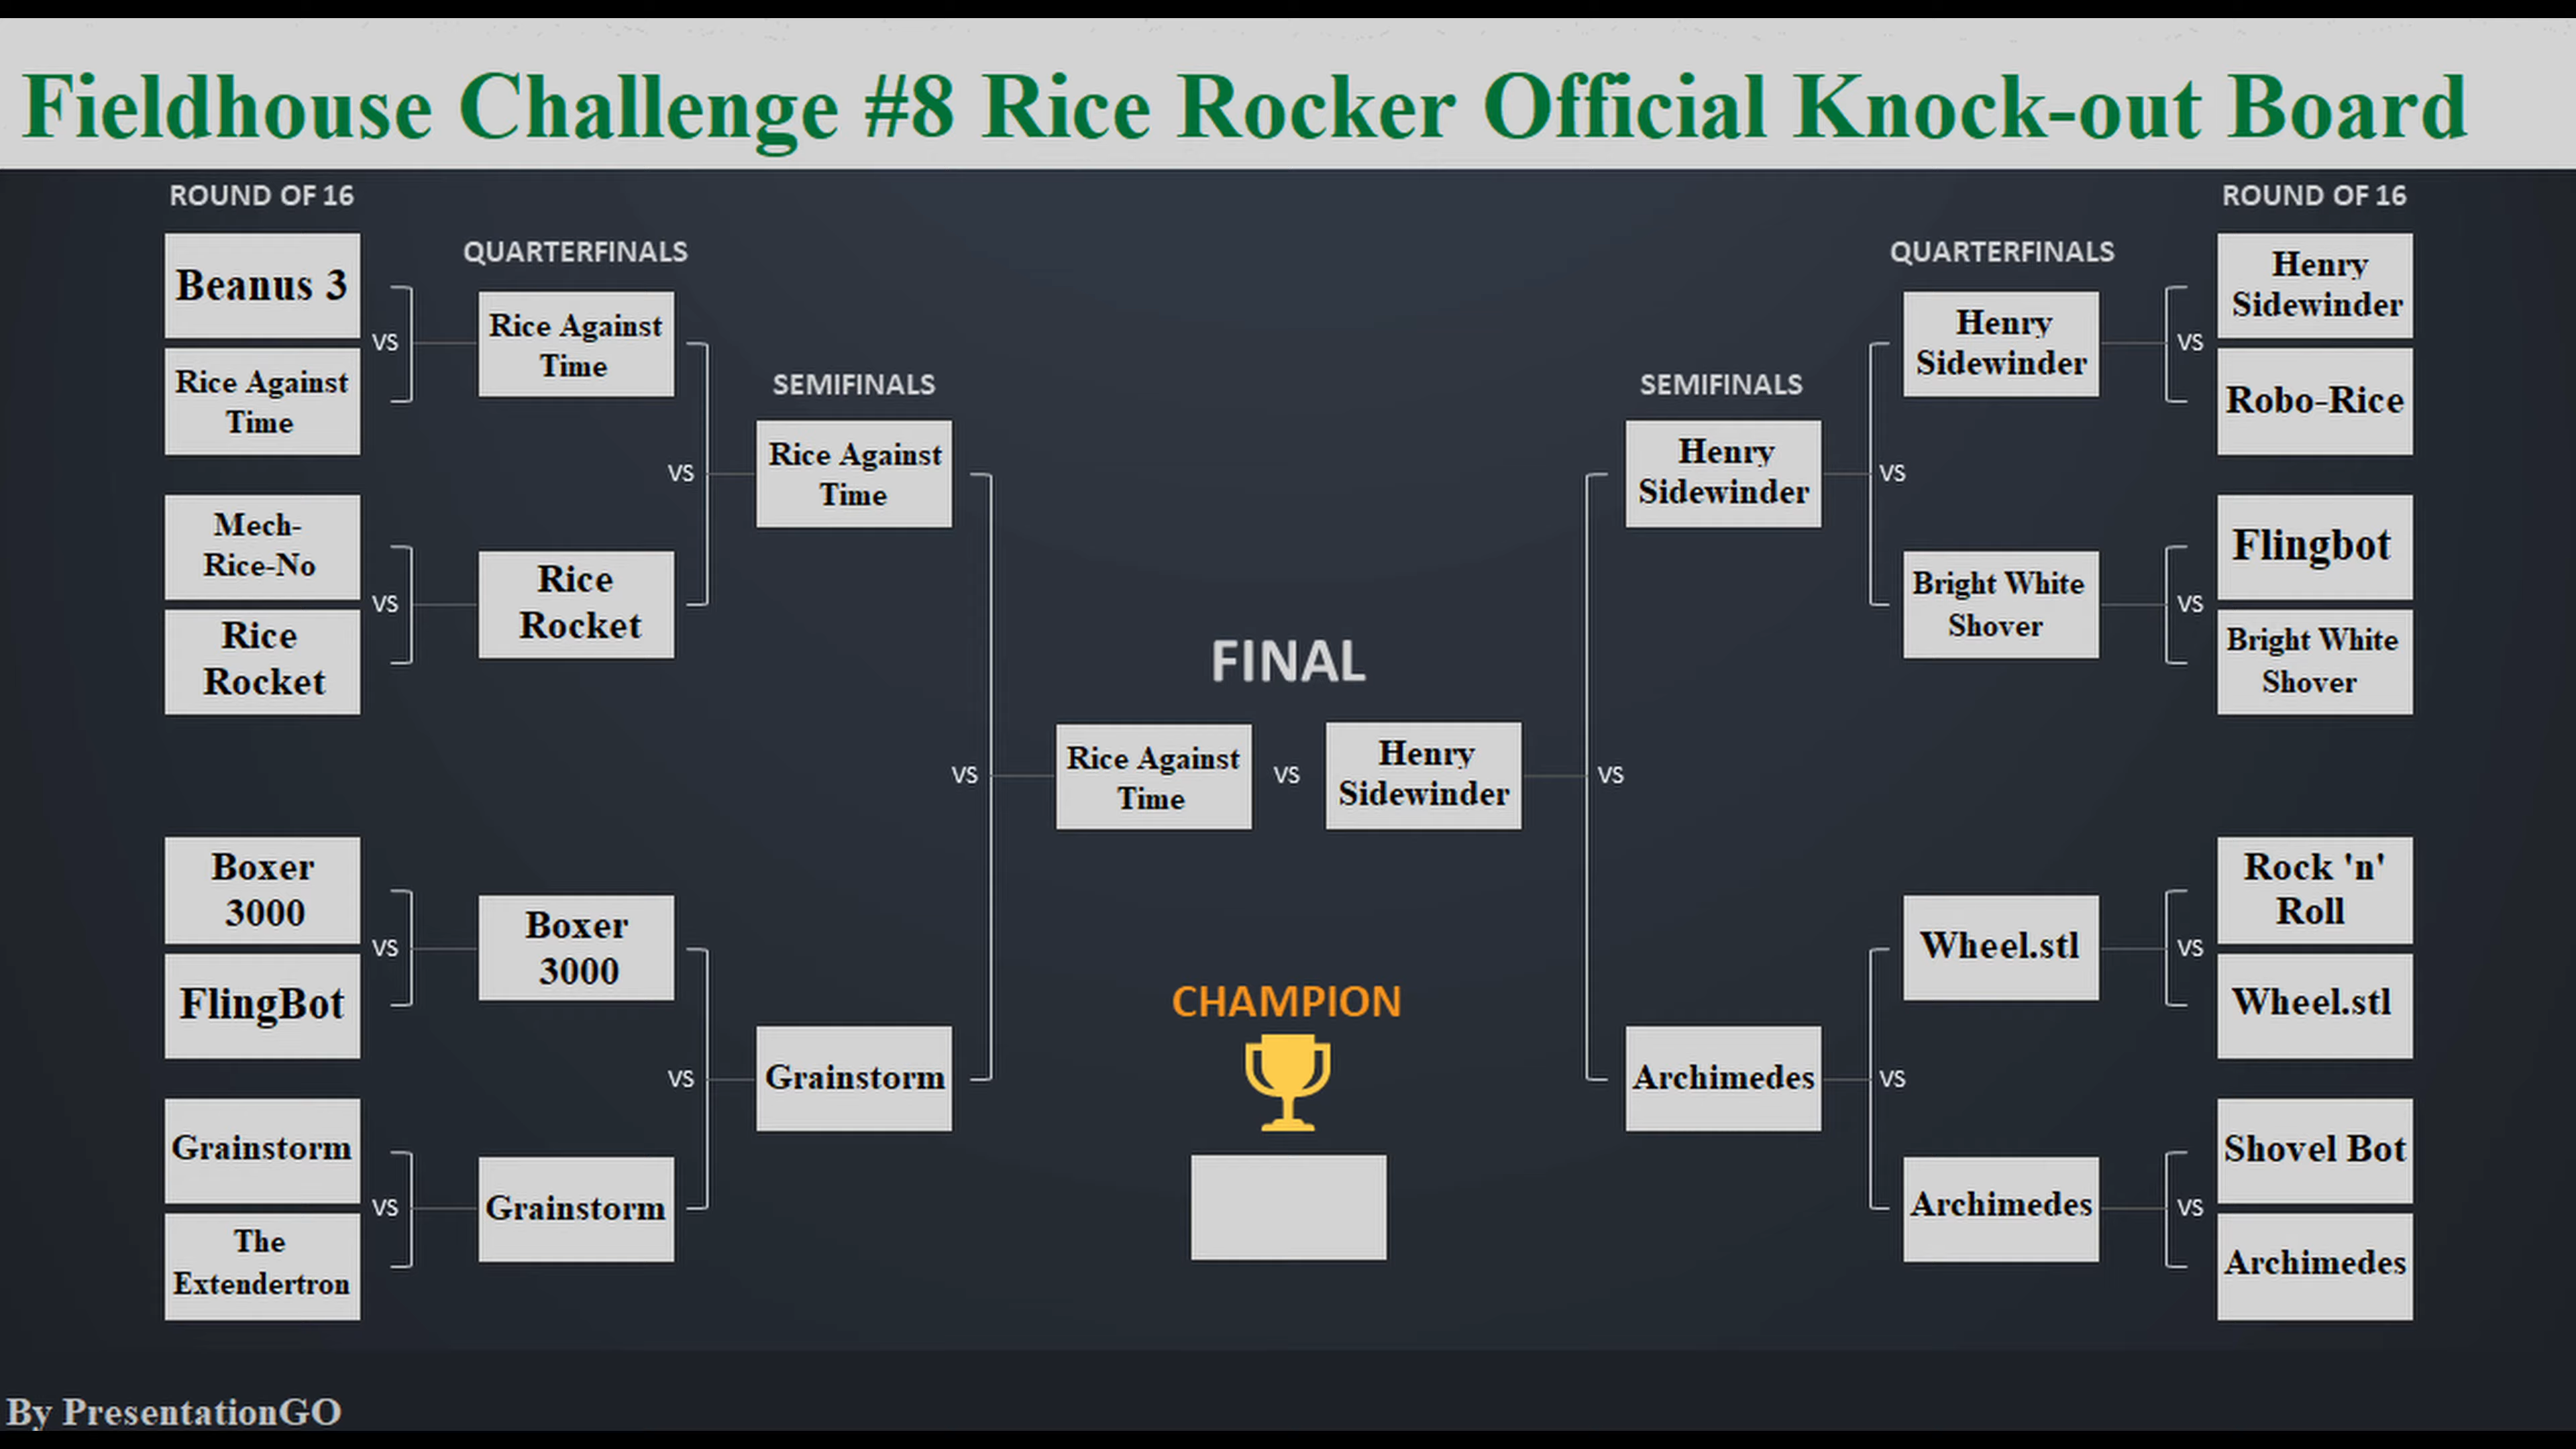 Fieldhouse Challenge #8 Rice Rocker Official Knock-out Board
ROUND OF 16
Beanus 3
VS
Rice Against
Time
Mech-
Rice-No
VS
Rice
Rocket
Boxer
3000
VS
FlingBot
Grainstorm
VS
The
Extendertron
QUARTERFINALS
Rice Against
Time
VS
Rice
Rocket
Boxer
3000
VS
Grainstorm
SEMIFINALS
Rice Against
Time
VS
Grainstorm
FINAL
Rice Against
Time
VS
Henry
Sidewinder
CHAMPION
SEMIFINALS
Henry
Sidewinder
VS
Archimedes
QUARTERFINALS
Henry
Sidewinder
VS
Bright White
Shover
Wheel.stl
VS
Archimedes
ROUND OF 16
Henry
Sidewinder
VS
Robo-Rice
Flingbot
VS
Bright White
Shover
Rock 'n'
Roll
VS
Wheel.stl
Shovel Bot
VS
Archimedes
By PresentationGO